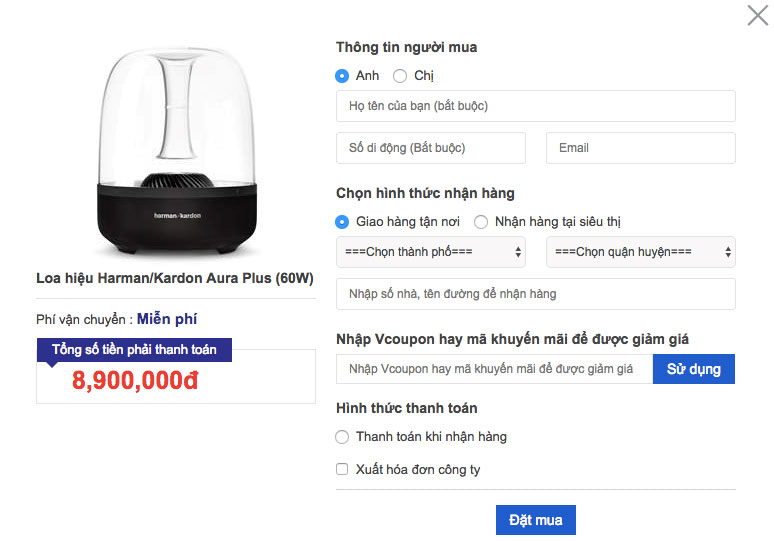 harman/kardon
Loa hiệu Harman/Kardon Aura Plus (60W)
Phí vận chuyển : Miễn phí
Tổng số tiền phải thanh toán
8,900,000đ
Thông tin người mua
Anh Chị
Họ tên của bạn (bắt buộc)
Số di động (Bắt buộc) Email
Chọn hình thức nhận hàng
Giao hàng tận nơi Nhận hàng tại siêu thị
===Chọn thành phố=== ===Chọn quận huyện===
Nhập số nhà, tên đường để nhận hàng
Nhập Vcoupon hay mã khuyến mãi để được giảm giá
Nhập Vcoupon hay mã khuyến mãi để được giảm giá Sử dụng
Hình thức thanh toán
Thanh toán khi nhận hàng
Xuất hóa đơn công ty
Đặt mua